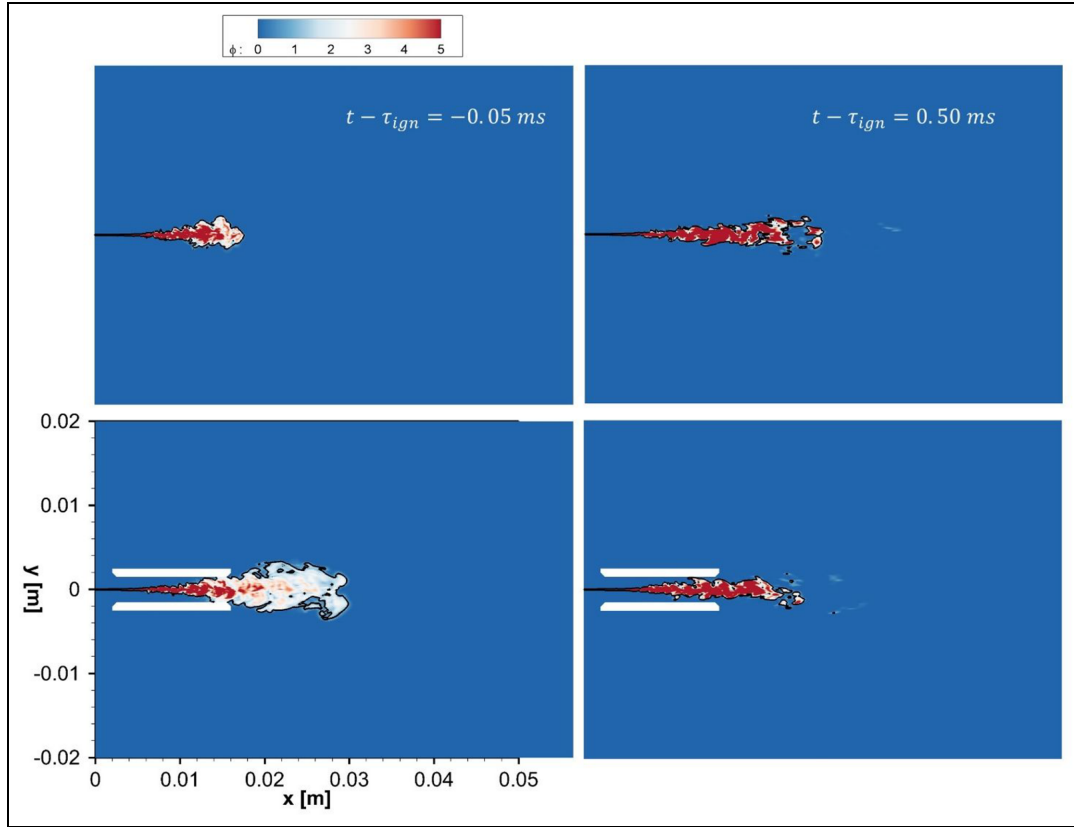 ϕ : 0 1 2 3 4 5
t − τ_ign = −0.05 ms
t − τ_ign = 0.50 ms
0.02
0.01
0
-0.01
-0.02
y [m]
0 0.01 0.02 0.03 0.04 0.05
x [m]